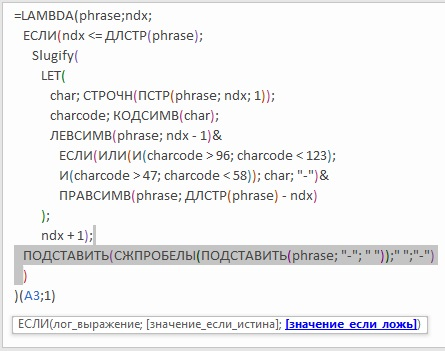 =LAMBDA(phrase;ndx;
ЕСЛИ(ndx <= ДЛСТР(phrase);
Slugify(
LET(
char; СТРОЧН(ПСТР(phrase; ndx; 1));
charcode; КОДСИМВ(char);
ЛЕВСИМВ(phrase; ndx - 1)&
ЕСЛИ(ИЛИ(И(charcode > 96; charcode < 123);
И(charcode > 47; charcode < 58)); char; "-")&
ПРАВСИМВ(phrase; ДЛСТР(phrase) - ndx)
);
ndx + 1);
ПОДСТАВИТЬ(СЖПРОБЕЛЫ(ПОДСТАВИТЬ(phrase; "-"; " "));" ";"-")
)
)(A3;1)
ЕСЛИ(лог_выражение; [значение_если_истина]; [значение_если_ложь])